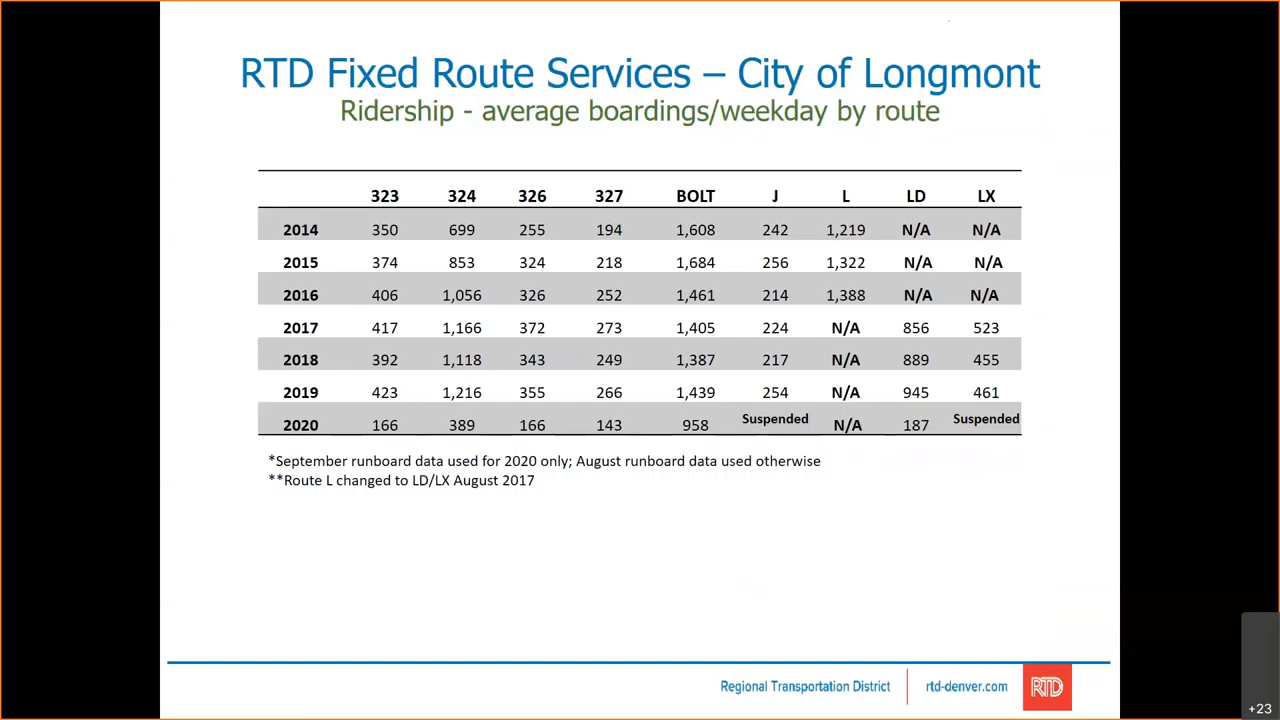 RTD Fixed Route Services – City of Longmont
Ridership - average boardings/weekday by route
323 324 326 327 BOLT J L LD LX
2014 350 699 255 194 1,608 242 1,219 N/A N/A
2015 374 853 324 218 1,684 256 1,322 N/A N/A
2016 406 1,056 326 252 1,461 214 1,388 N/A N/A
2017 417 1,166 372 273 1,405 224 N/A 856 523
2018 392 1,118 343 249 1,387 217 N/A 889 455
2019 423 1,216 355 266 1,439 254 N/A 945 461
2020 166 389 166 143 958 Suspended N/A 187 Suspended
*September runboard data used for 2020 only; August runboard data used otherwise
**Route L changed to LD/LX August 2017
Regional Transportation District rtd-denver.com RTD
+23